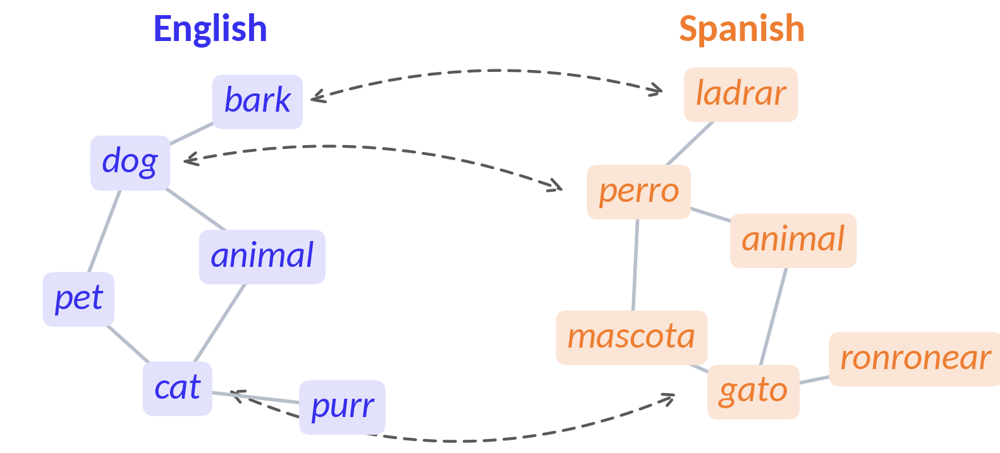 English
bark
dog
animal
pet
cat
purr
Spanish
ladrar
perro
animal
mascota
ronronear
gato